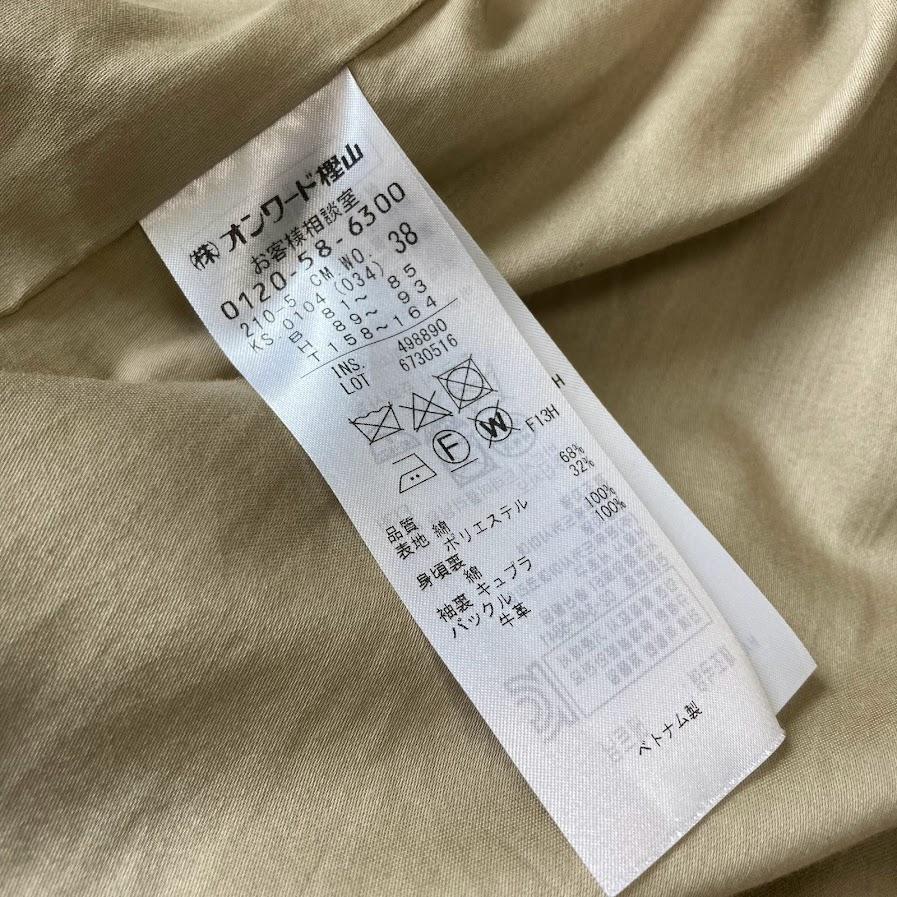 (株)オンワード樫山
お客様相談室
0120-58-6300
210-5 CM.WO. 38
KS-0104(034)
B 81～ 85
H 89～ 93
T158～164
INS. 498890
LOT 6730516
F W F13H
H
品質
表地 綿 68%
ポリエステル 32%
身頃裏
綿 100%
袖裏 キュプラ 100%
バックル
牛革
ベトナム製